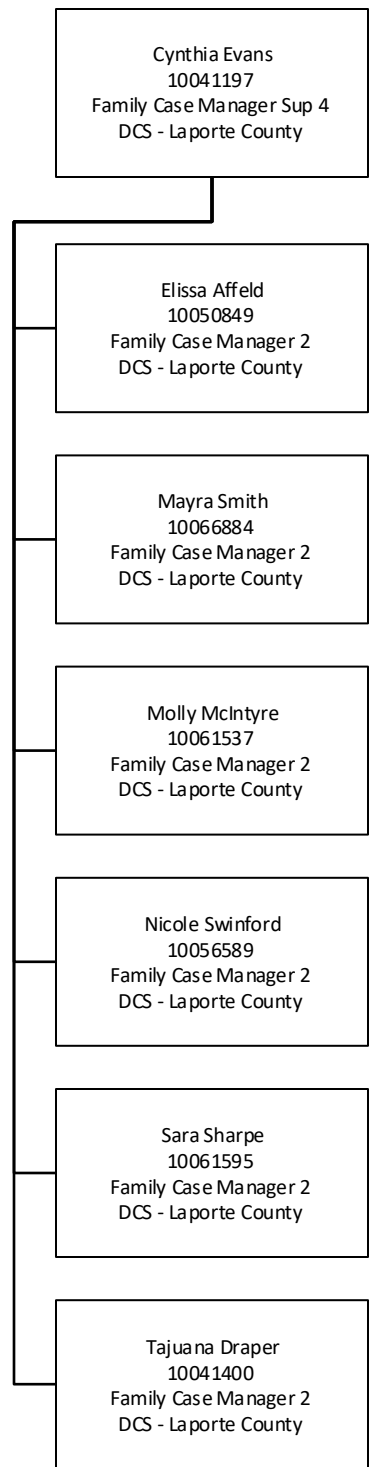 Cynthia Evans
10041197
Family Case Manager Sup 4
DCS - Laporte County
Elissa Affeld
10050849
Family Case Manager 2
DCS - Laporte County
Mayra Smith
10066884
Family Case Manager 2
DCS - Laporte County
Molly McIntyre
10061537
Family Case Manager 2
DCS - Laporte County
Nicole Swinford
10056589
Family Case Manager 2
DCS - Laporte County
Sara Sharpe
10061595
Family Case Manager 2
DCS - Laporte County
Tajuana Draper
10041400
Family Case Manager 2
DCS - Laporte County